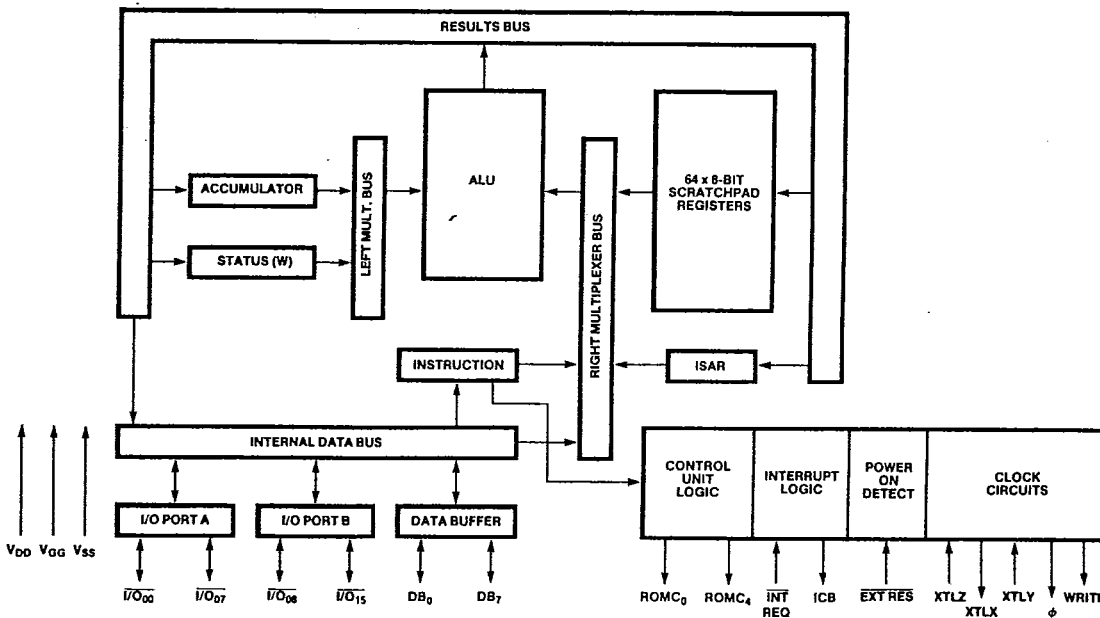 RESULTS BUS
ACCUMULATOR
STATUS (W)
LEFT MULT. BUS
ALU
RIGHT MULTIPLEXER BUS
64 x 8-BIT
SCRATCHPAD
REGISTERS
INSTRUCTION
ISAR
INTERNAL DATA BUS
CONTROL
UNIT
LOGIC
INTERRUPT
LOGIC
POWER
ON
DETECT
CLOCK
CIRCUITS
I/O PORT A
I/O PORT B
DATA BUFFER
VDD
VGG
VSS
I/O00
I/O07
I/O08
I/O15
DB0
DB7
ROMC0
ROMC4
INT
REQ
ICB
EXT RES
XTLZ
XTLX
XTLY
ϕ
WRITE